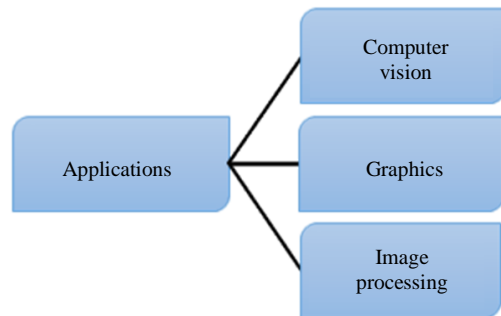 Computer
vision
Applications
Graphics
Image
processing